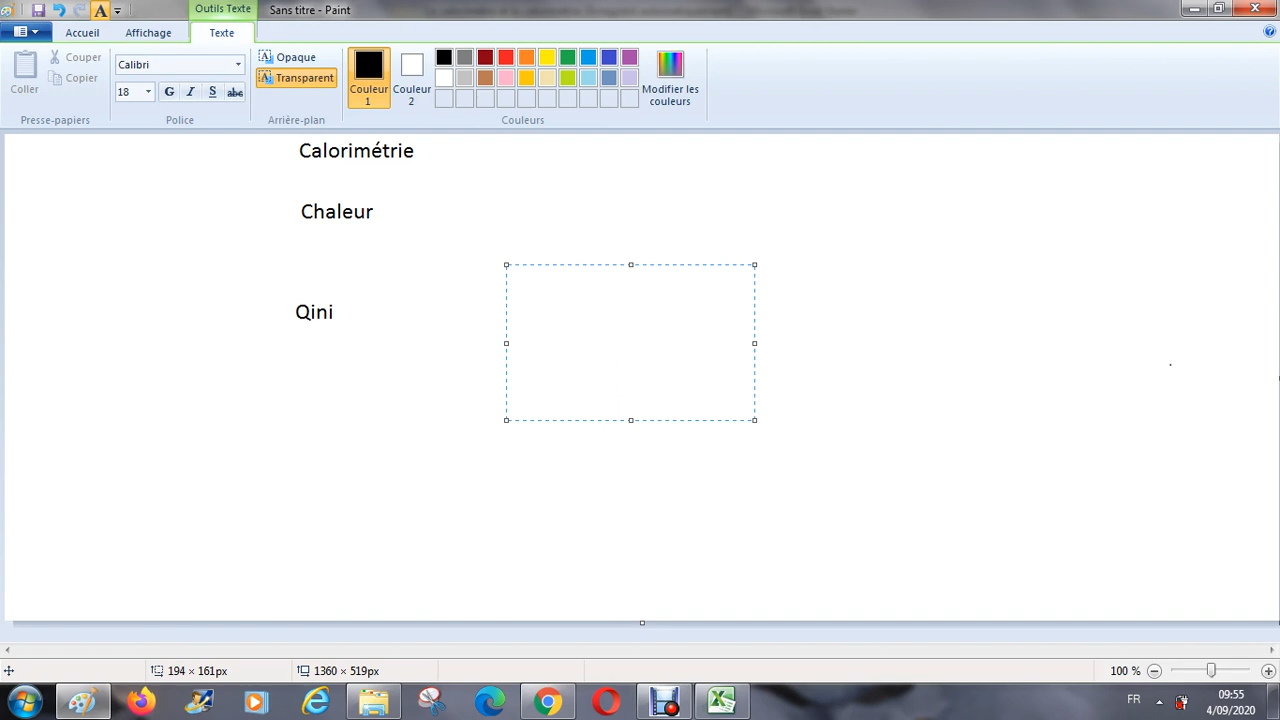 Outils Texte
Sans titre - Paint
Accueil
Affichage
Texte
Coller
Couper
Copier
Presse-papiers
Calibri
18
G I S abc
Police
Opaque
Transparent
Arrière-plan
Couleur 1
Couleur 2
Couleurs
Modifier les couleurs
Calorimétrie
Chaleur
Qini
194 × 161px
1360 × 519px
100 %
FR
09:55
4/09/2020